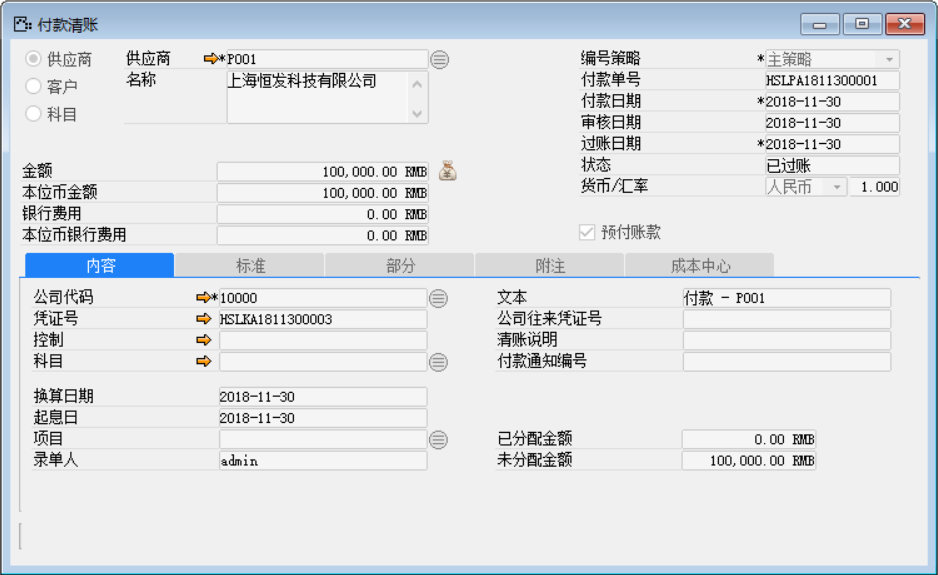 付款清账
供应商 供应商 *P001 编号策略 *主策略
客户 名称 上海恒发科技有限公司 付款单号 HSLPA1811300001
科目 付款日期 *2018-11-30
审核日期 2018-11-30
过账日期 *2018-11-30
金额 100,000.00 RMB 状态 已过账
本位币金额 100,000.00 RMB 货币/汇率 人民币 1.000
银行费用 0.00 RMB
本位币银行费用 0.00 RMB 预付账款
内容 标准 部分 附注 成本中心
公司代码 *10000 文本 付款 - P001
凭证号 HSLKA1811300003 公司往来凭证号
控制 清账说明
科目 付款通知编号
换算日期 2018-11-30
起息日 2018-11-30
项目 已分配金额 0.00 RMB
录单人 admin 未分配金额 100,000.00 RMB